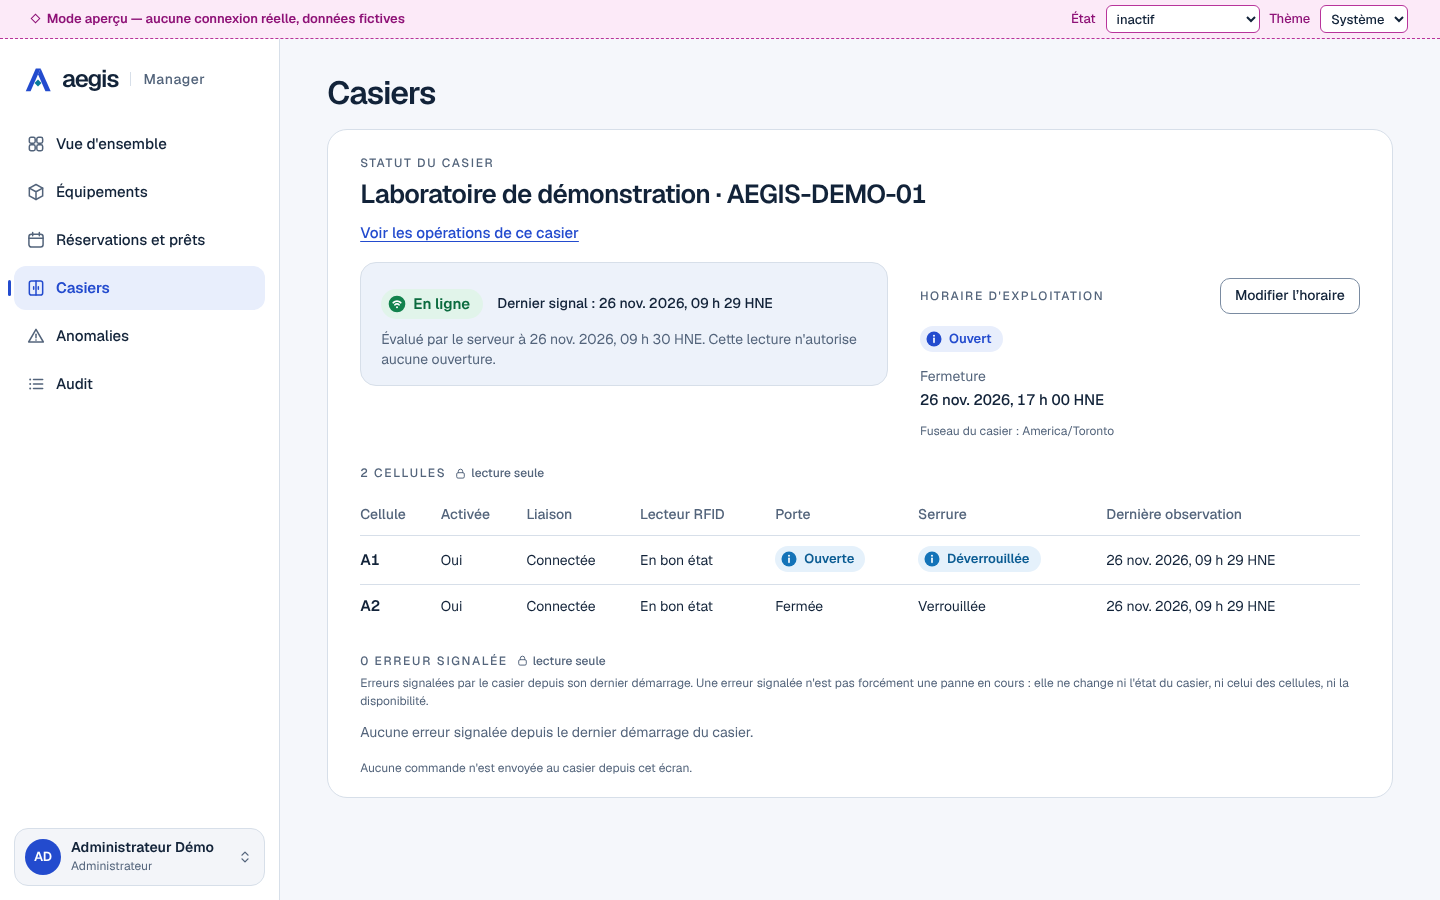 Mode aperçu — aucune connexion réelle, données fictives
État inactif Thème Système
aegis Manager
Vue d'ensemble
Équipements
Réservations et prêts
Casiers
Anomalies
Audit
AD Administrateur Démo
Administrateur
Casiers
STATUT DU CASIER
Laboratoire de démonstration · AEGIS-DEMO-01
Voir les opérations de ce casier
En ligne Dernier signal : 26 nov. 2026, 09 h 29 HNE
Évalué par le serveur à 26 nov. 2026, 09 h 30 HNE. Cette lecture n'autorise
aucune ouverture.
HORAIRE D'EXPLOITATION Modifier l'horaire
Ouvert
Fermeture
26 nov. 2026, 17 h 00 HNE
Fuseau du casier : America/Toronto
2 CELLULES lecture seule
Cellule Activée Liaison Lecteur RFID Porte Serrure Dernière observation
A1 Oui Connectée En bon état Ouverte Déverrouillée 26 nov. 2026, 09 h 29 HNE
A2 Oui Connectée En bon état Fermée Verrouillée 26 nov. 2026, 09 h 29 HNE
0 ERREUR SIGNALÉE lecture seule
Erreurs signalées par le casier depuis son dernier démarrage. Une erreur signalée n'est pas forcément une panne en cours : elle ne change ni l'état du casier, ni celui des cellules, ni la
disponibilité.
Aucune erreur signalée depuis le dernier démarrage du casier.
Aucune commande n'est envoyée au casier depuis cet écran.